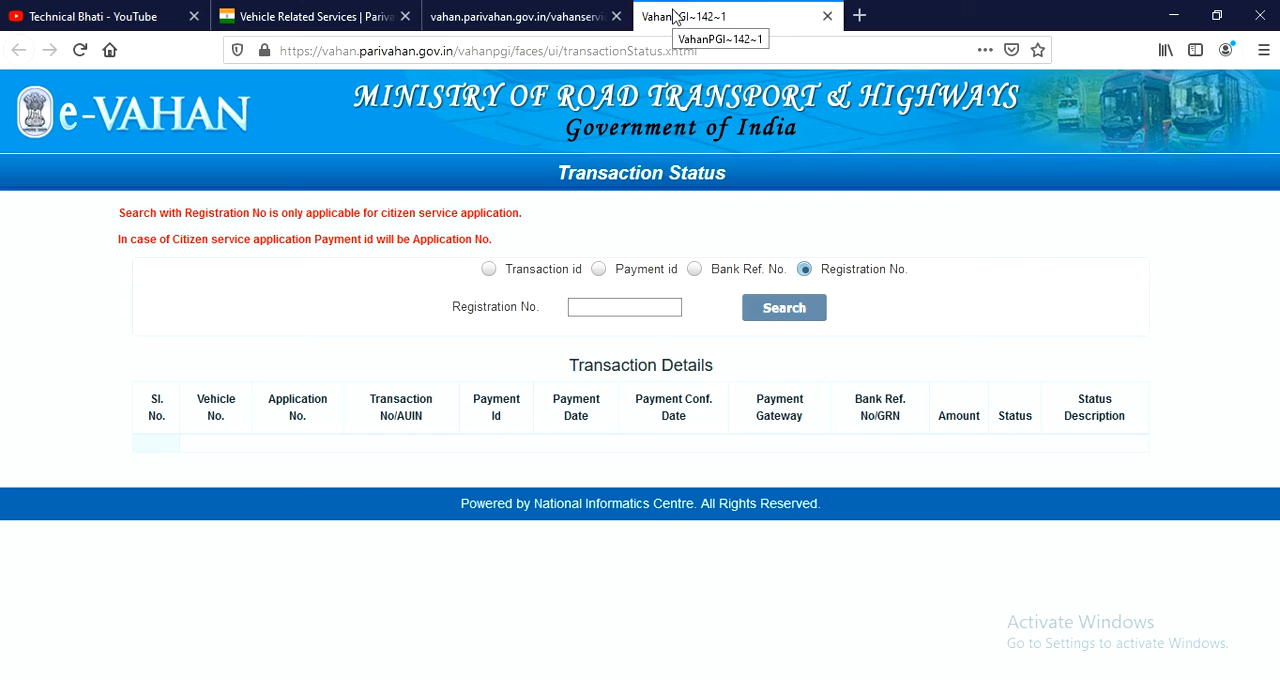 Technical Bhati - YouTube
Vehicle Related Services | Pariva
vahan.parivahan.gov.in/vahanservi
VahanPGI~142~1
VahanPGI~142~1
https://vahan.parivahan.gov.in/vahanpgi/faces/ui/transactionStatus.xhtml
e-VAHAN
MINISTRY OF ROAD TRANSPORT & HIGHWAYS
Government of India
Transaction Status
Search with Registration No is only applicable for citizen service application.
In case of Citizen service application Payment id will be Application No.
Transaction id Payment id Bank Ref. No. Registration No.
Registration No. Search
Transaction Details
Sl. No. Vehicle No. Application No. Transaction No/AUIN Payment Id Payment Date Payment Conf. Date Payment Gateway Bank Ref. No/GRN Amount Status Status Description
Powered by National Informatics Centre. All Rights Reserved.
Activate Windows
Go to Settings to activate Windows.